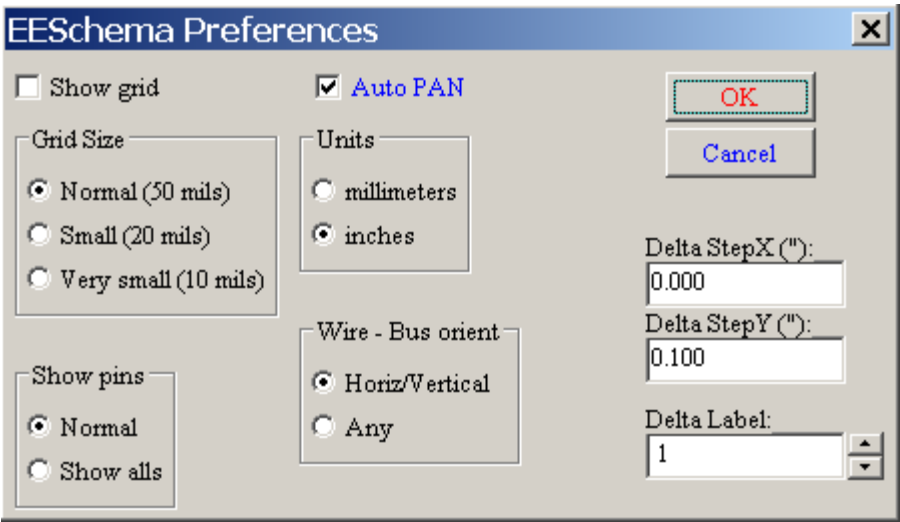 EESchema Preferences
Show grid
Auto PAN
OK
Cancel
Grid Size
Normal (50 mils)
Small (20 mils)
Very small (10 mils)
Units
millimeters
inches
Delta StepX ("):
0.000
Delta StepY ("):
0.100
Wire - Bus orient
Horiz/Vertical
Any
Show pins
Normal
Show alls
Delta Label:
1